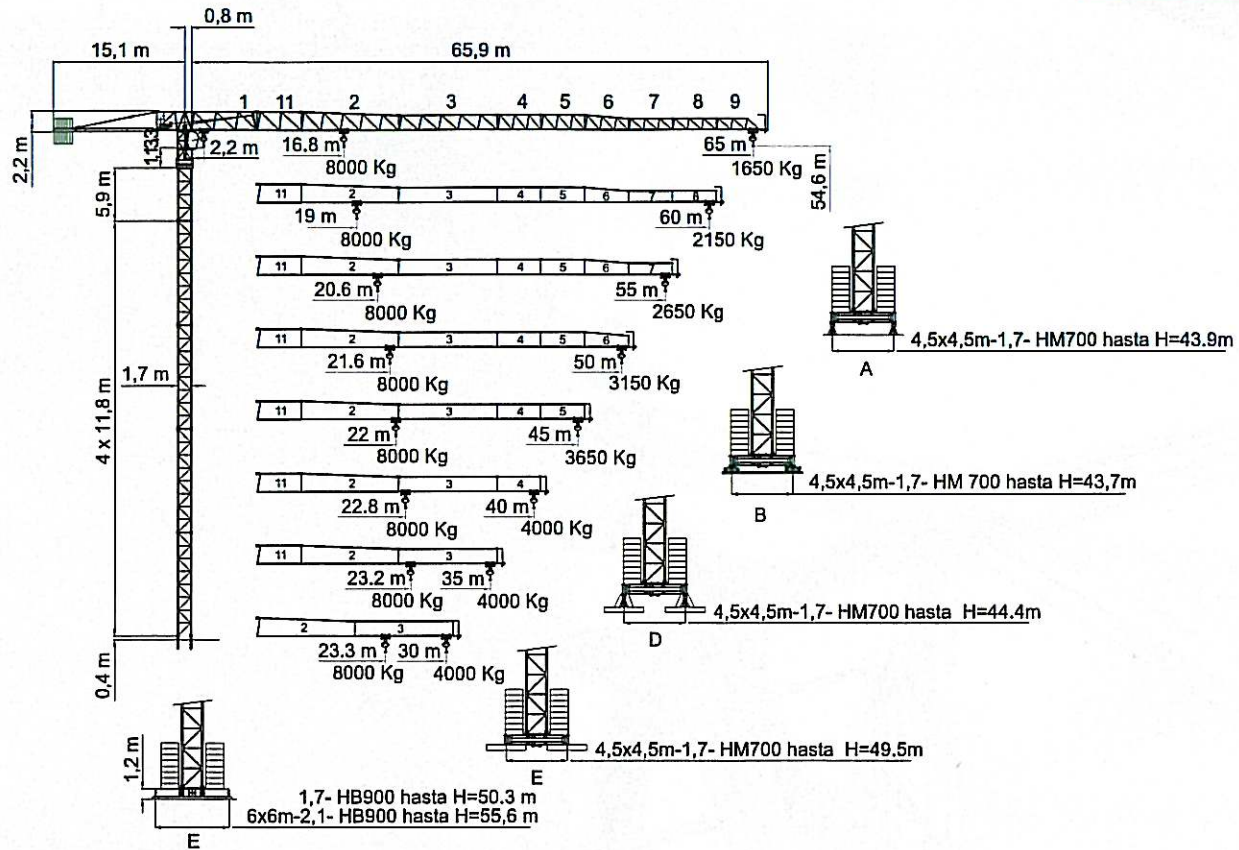 0,8 m
15,1 m
65,9 m
1 11 2 3 4 5 6 7 8 9
2,2 m
1,133
2,2 m
16.8 m
8000 Kg
65 m
1650 Kg
54,6 m
5,9 m
11 2 3 4 5 6 7 8
19 m
8000 Kg
60 m
2150 Kg
11 2 3 4 5 6 7
20.6 m
8000 Kg
55 m
2650 Kg
11 2 3 4 5 6
21.6 m
8000 Kg
50 m
3150 Kg
4,5x4,5m-1,7- HM700 hasta H=43.9m
A
1,7 m
4 x 11,8 m
11 2 3 4 5
22 m
8000 Kg
45 m
3650 Kg
4,5x4,5m-1,7- HM 700 hasta H=43,7m
B
11 2 3 4
22.8 m
8000 Kg
40 m
4000 Kg
11 2 3
23.2 m
8000 Kg
35 m
4000 Kg
4,5x4,5m-1,7- HM700 hasta H=44.4m
D
2 3
23.3 m
8000 Kg
30 m
4000 Kg
0,4 m
4,5x4,5m-1,7- HM700 hasta H=49.5m
E
1,2 m
1,7- HB900 hasta H=50.3 m
6x6m-2,1- HB900 hasta H=55,6 m
E